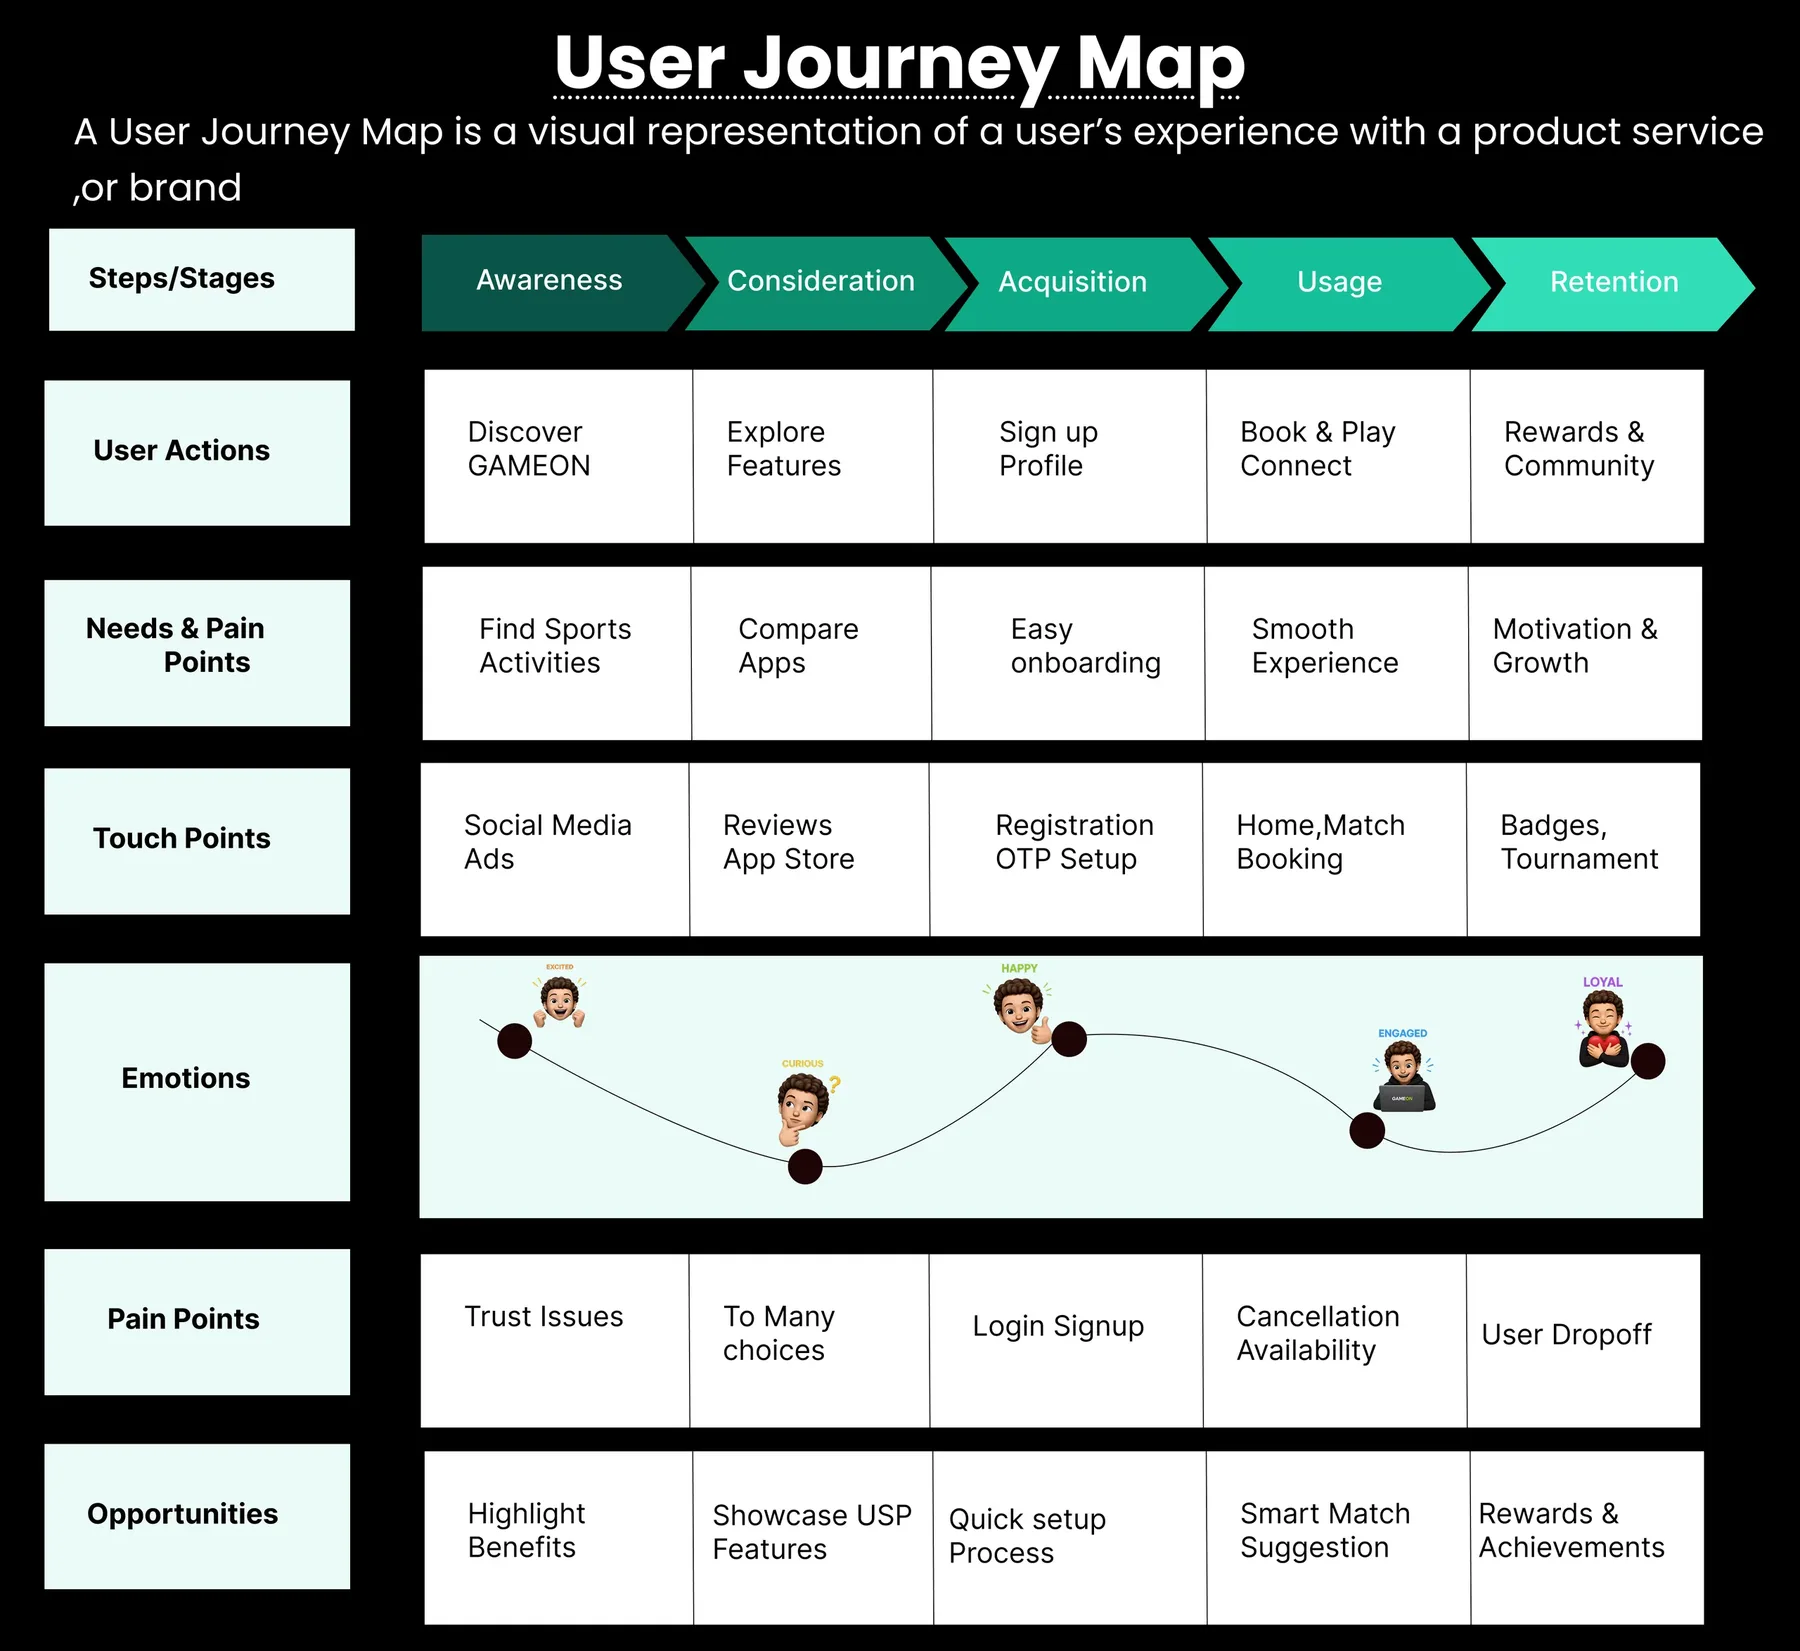 User Journey Map
A User Journey Map is a visual representation of a user’s experience with a product service
,or brand
Steps/Stages
Awareness
Consideration
Acquisition
Usage
Retention
User Actions
Discover
GAMEON
Explore
Features
Sign up
Profile
Book & Play
Connect
Rewards &
Community
Needs & Pain
Points
Find Sports
Activities
Compare
Apps
Easy
onboarding
Smooth
Experience
Motivation &
Growth
Touch Points
Social Media
Ads
Reviews
App Store
Registration
OTP Setup
Home,Match
Booking
Badges,
Tournament
Emotions
EXCITED
CURIOUS
?
HAPPY
ENGAGED
GAMEON
LOYAL
Pain Points
Trust Issues
To Many
choices
Login Signup
Cancellation
Availability
User Dropoff
Opportunities
Highlight
Benefits
Showcase USP
Features
Quick setup
Process
Smart Match
Suggestion
Rewards &
Achievements